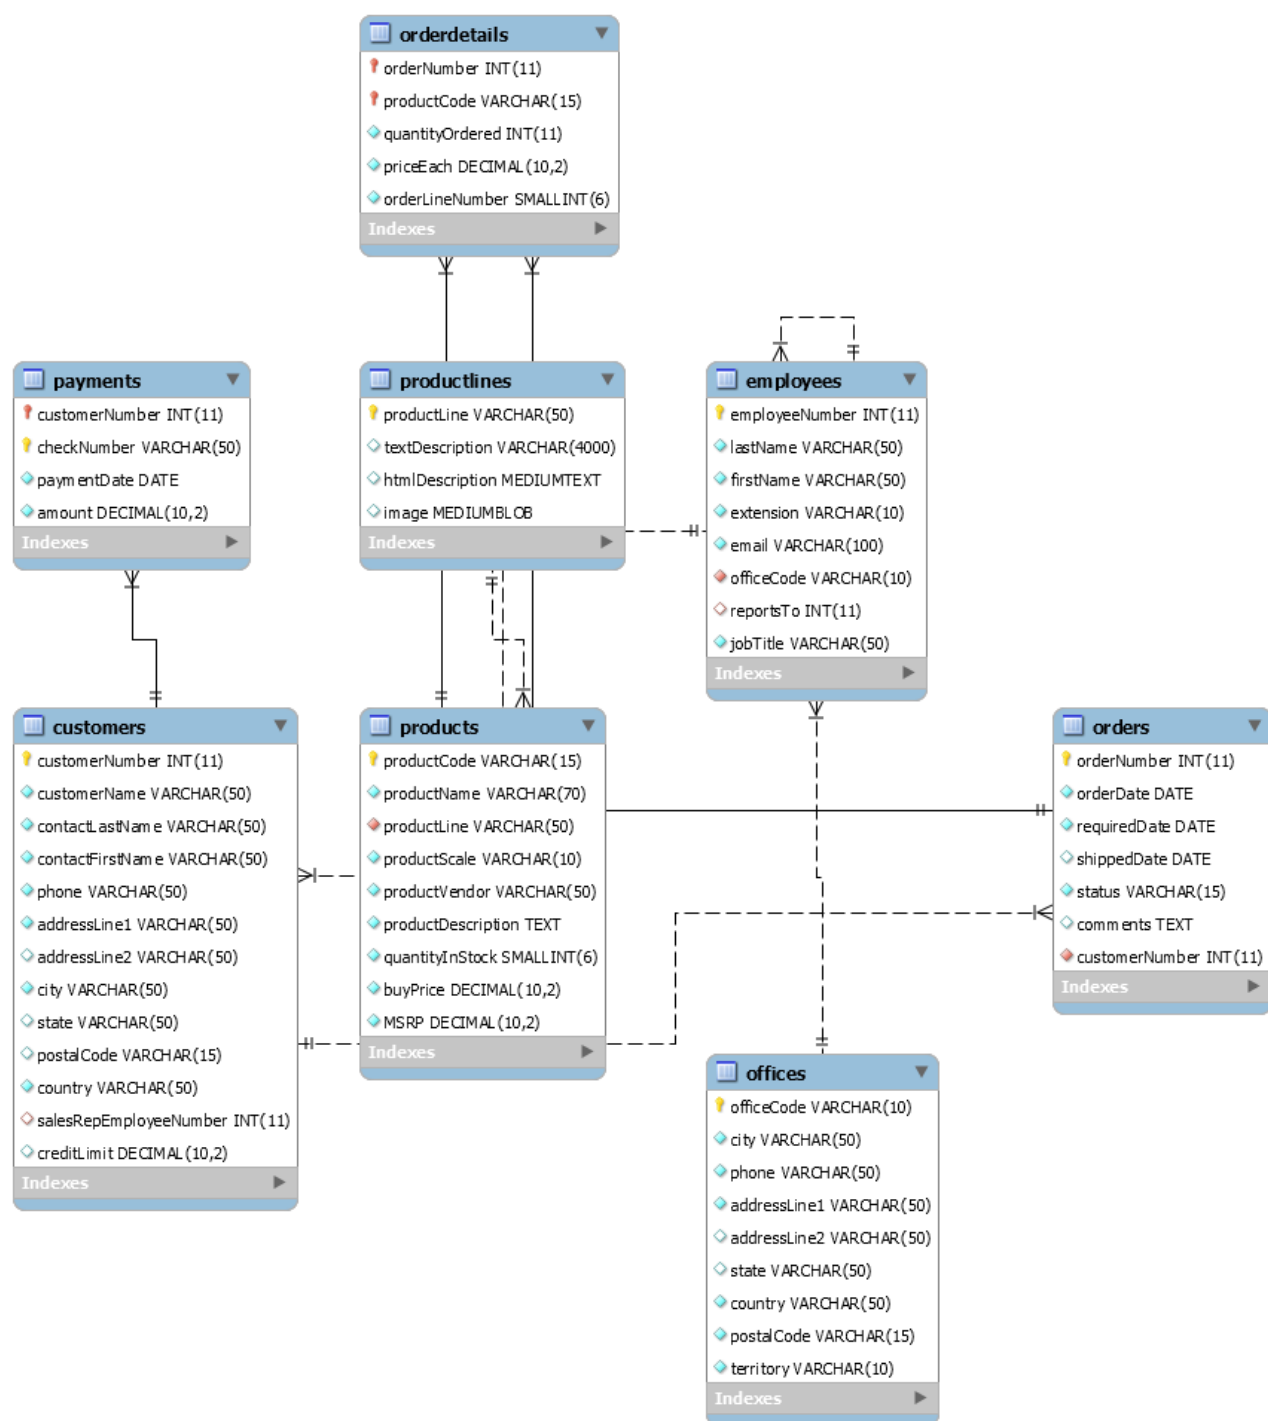 orderdetails
orderNumber INT(11)
productCode VARCHAR(15)
quantityOrdered INT(11)
priceEach DECIMAL(10,2)
orderLineNumber SMALLINT(6)
Indexes
payments
customerNumber INT(11)
checkNumber VARCHAR(50)
paymentDate DATE
amount DECIMAL(10,2)
Indexes
productlines
productLine VARCHAR(50)
textDescription VARCHAR(4000)
htmlDescription MEDIUMTEXT
image MEDIUMBLOB
Indexes
employees
employeeNumber INT(11)
lastName VARCHAR(50)
firstName VARCHAR(50)
extension VARCHAR(10)
email VARCHAR(100)
officeCode VARCHAR(10)
reportsTo INT(11)
jobTitle VARCHAR(50)
Indexes
customers
customerNumber INT(11)
customerName VARCHAR(50)
contactLastName VARCHAR(50)
contactFirstName VARCHAR(50)
phone VARCHAR(50)
addressLine1 VARCHAR(50)
addressLine2 VARCHAR(50)
city VARCHAR(50)
state VARCHAR(50)
postalCode VARCHAR(15)
country VARCHAR(50)
salesRepEmployeeNumber INT(11)
creditLimit DECIMAL(10,2)
Indexes
products
productCode VARCHAR(15)
productName VARCHAR(70)
productLine VARCHAR(50)
productScale VARCHAR(10)
productVendor VARCHAR(50)
productDescription TEXT
quantityInStock SMALLINT(6)
buyPrice DECIMAL(10,2)
MSRP DECIMAL(10,2)
Indexes
orders
orderNumber INT(11)
orderDate DATE
requiredDate DATE
shippedDate DATE
status VARCHAR(15)
comments TEXT
customerNumber INT(11)
Indexes
offices
officeCode VARCHAR(10)
city VARCHAR(50)
phone VARCHAR(50)
addressLine1 VARCHAR(50)
addressLine2 VARCHAR(50)
state VARCHAR(50)
country VARCHAR(50)
postalCode VARCHAR(15)
territory VARCHAR(10)
Indexes